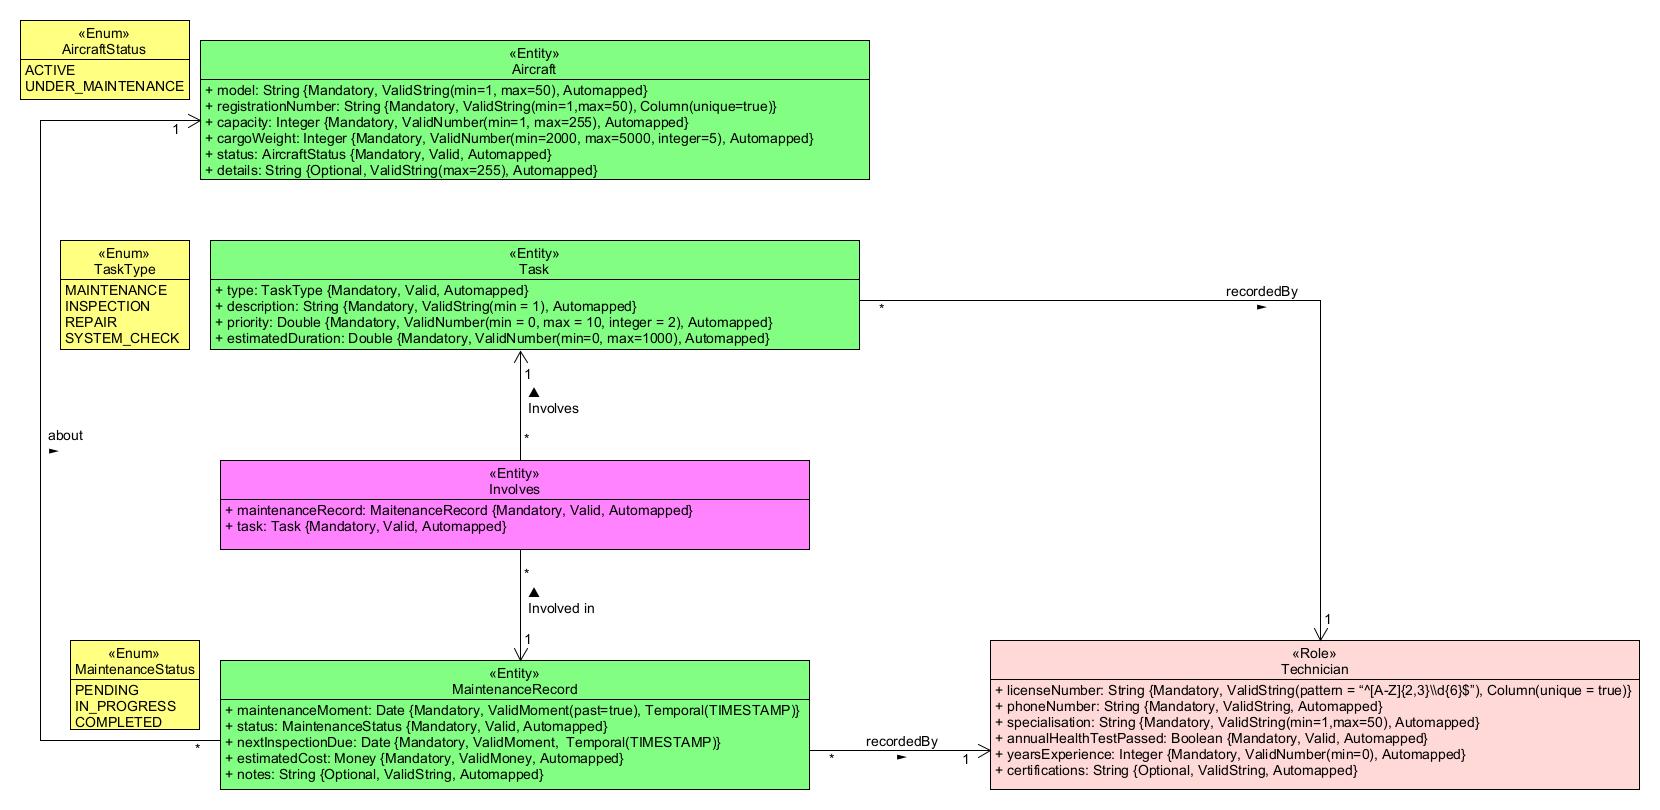 «Enum»
AircraftStatus
ACTIVE
UNDER_MAINTENANCE
«Entity»
Aircraft
+ model: String {Mandatory, ValidString(min=1, max=50), Automapped}
+ registrationNumber: String {Mandatory, ValidString(min=1,max=50), Column(unique=true)}
+ capacity: Integer {Mandatory, ValidNumber(min=1, max=255), Automapped}
+ cargoWeight: Integer {Mandatory, ValidNumber(min=2000, max=5000, integer=5), Automapped}
+ status: AircraftStatus {Mandatory, Valid, Automapped}
+ details: String {Optional, ValidString(max=255), Automapped}
1
«Enum»
TaskType
MAINTENANCE
INSPECTION
REPAIR
SYSTEM_CHECK
«Entity»
Task
+ type: TaskType {Mandatory, Valid, Automapped}
+ description: String {Mandatory, ValidString(min = 1), Automapped}
+ priority: Double {Mandatory, ValidNumber(min = 0, max = 10, integer = 2), Automapped}
+ estimatedDuration: Double {Mandatory, ValidNumber(min=0, max=1000), Automapped}
recordedBy
*
1
Involves
*
about
«Entity»
Involves
+ maintenanceRecord: MaitenanceRecord {Mandatory, Valid, Automapped}
+ task: Task {Mandatory, Valid, Automapped}
*
Involved in
1
1
«Enum»
MaintenanceStatus
PENDING
IN_PROGRESS
COMPLETED
*
«Entity»
MaintenanceRecord
+ maintenanceMoment: Date {Mandatory, ValidMoment(past=true), Temporal(TIMESTAMP)}
+ status: MaintenanceStatus {Mandatory, Valid, Automapped}
+ nextInspectionDue: Date {Mandatory, ValidMoment,  Temporal(TIMESTAMP)}
+ estimatedCost: Money {Mandatory, ValidMoney, Automapped}
+ notes: String {Optional, ValidString, Automapped}
recordedBy
*
1
«Role»
Technician
+ licenseNumber: String {Mandatory, ValidString(pattern = “^[A-Z]{2,3}\\d{6}$”), Column(unique = true)}
+ phoneNumber: String {Mandatory, ValidString, Automapped}
+ specialisation: String {Mandatory, ValidString(min=1,max=50), Automapped}
+ annualHealthTestPassed: Boolean {Mandatory, Valid, Automapped}
+ yearsExperience: Integer {Mandatory, ValidNumber(min=0), Automapped}
+ certifications: String {Optional, ValidString, Automapped}